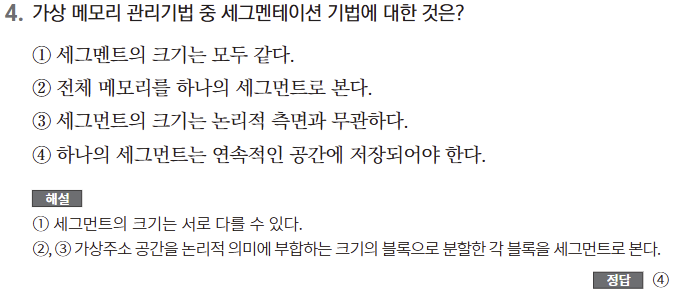 4. 가상 메모리 관리기법 중 세그멘테이션 기법에 대한 것은?
① 세그멘트의 크기는 모두 같다.
② 전체 메모리를 하나의 세그먼트로 본다.
③ 세그먼트의 크기는 논리적 측면과 무관하다.
④ 하나의 세그먼트는 연속적인 공간에 저장되어야 한다.
해설
① 세그먼트의 크기는 서로 다를 수 있다.
②, ③ 가상주소 공간을 논리적 의미에 부합하는 크기의 블록으로 분할한 각 블록을 세그먼트로 본다.
정답 ④